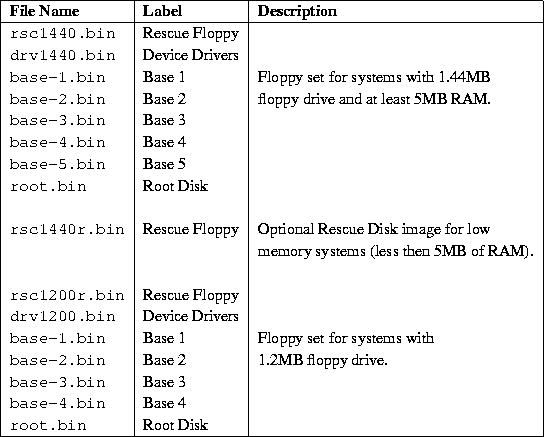 File Name Label Description
rsc1440.bin Rescue Floppy
drv1440.bin Device Drivers
base-1.bin Base 1 Floppy set for systems with 1.44MB
base-2.bin Base 2 floppy drive and at least 5MB RAM.
base-3.bin Base 3
base-4.bin Base 4
base-5.bin Base 5
root.bin Root Disk
rsc1440r.bin Rescue Floppy Optional Rescue Disk image for low
memory systems (less then 5MB of RAM).
rsc1200r.bin Rescue Floppy
drv1200.bin Device Drivers
base-1.bin Base 1 Floppy set for systems with
base-2.bin Base 2 1.2MB floppy drive.
base-3.bin Base 3
base-4.bin Base 4
root.bin Root Disk